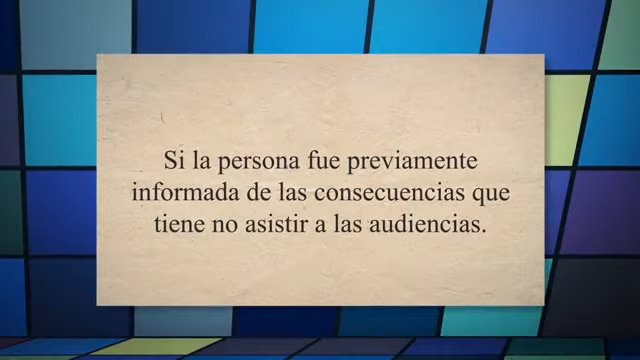 Si la persona fue previamente
informada de las consecuencias que
tiene no asistir a las audiencias.